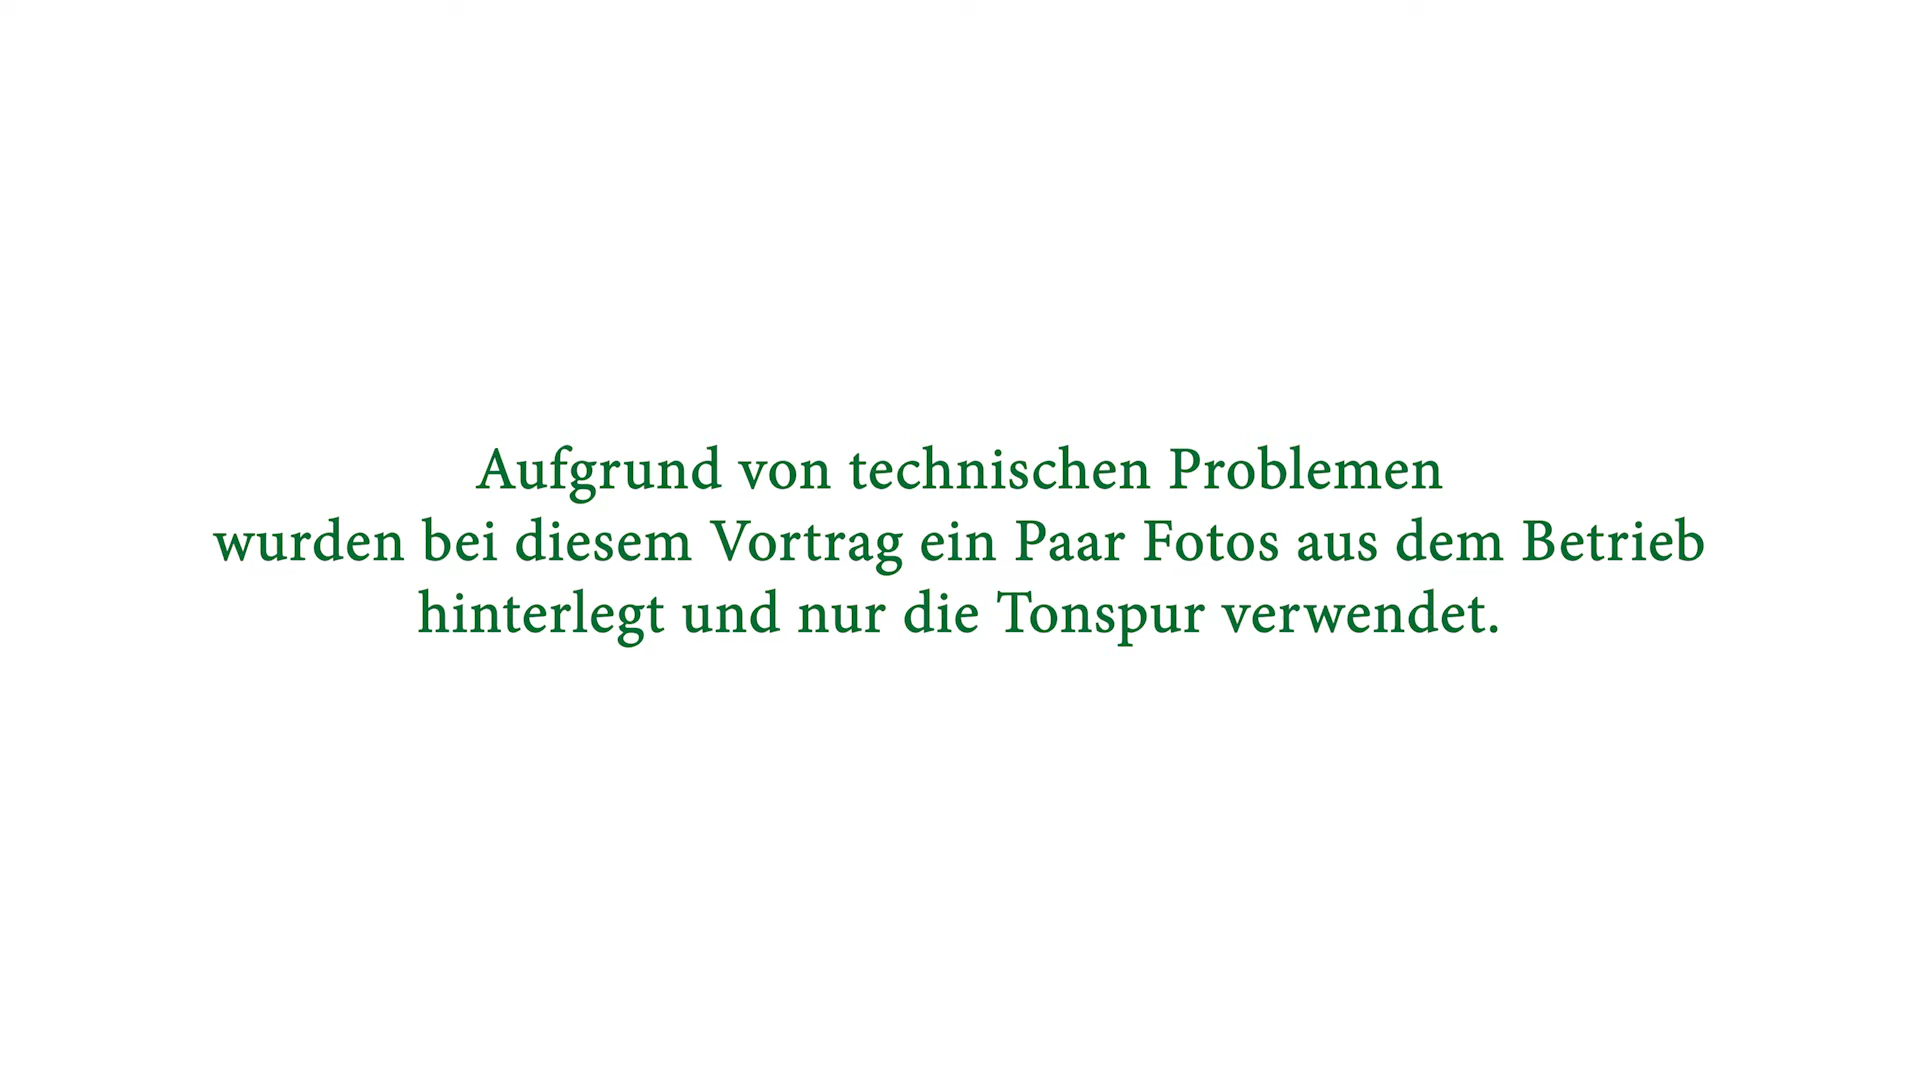 Aufgrund von technischen Problemen
wurden bei diesem Vortrag ein Paar Fotos aus dem Betrieb
hinterlegt und nur die Tonspur verwendet.